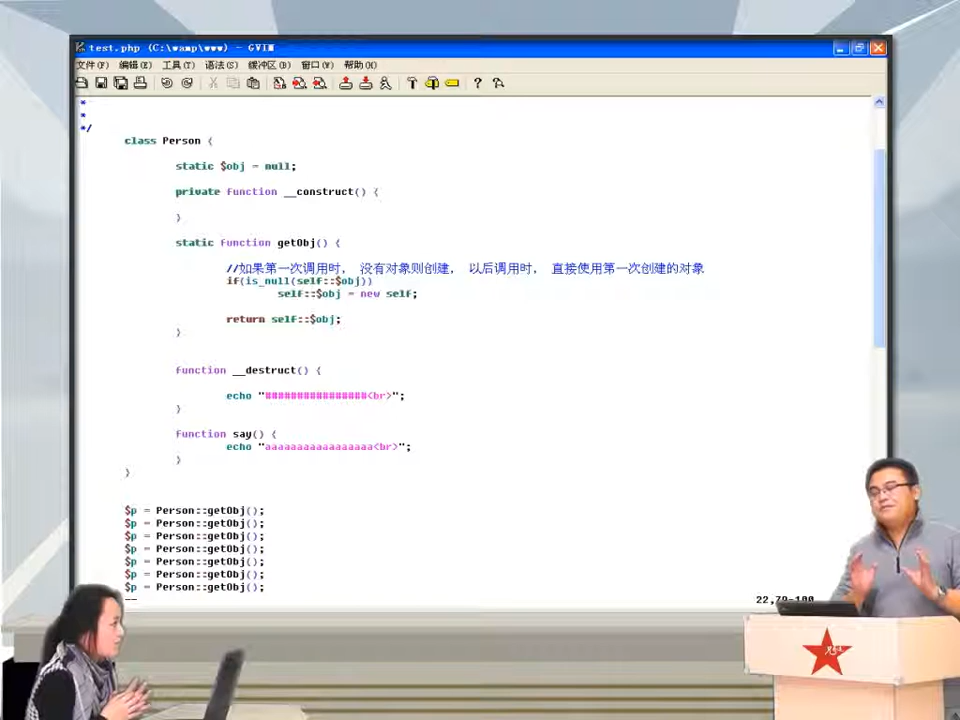 test.php (C:\wamp\www) - GVIM
文件(F) 编辑(E) 工具(T) 语法(S) 缓冲区(B) 窗口(W) 帮助(H)
*
*
*/
class Person {
static $obj = null;
private function __construct() {
}
static function getObj() {
//如果第一次调用时， 没有对象则创建， 以后调用时， 直接使用第一次创建的对象
if(is_null(self::$obj))
self::$obj = new self;
return self::$obj;
}
function __destruct() {
echo "################<br>";
}
function say() {
echo "aaaaaaaaaaaaaaaaa<br>";
}
}
$p = Person::getObj();
$p = Person::getObj();
$p = Person::getObj();
$p = Person::getObj();
$p = Person::getObj();
$p = Person::getObj();
$p = Person::getObj();